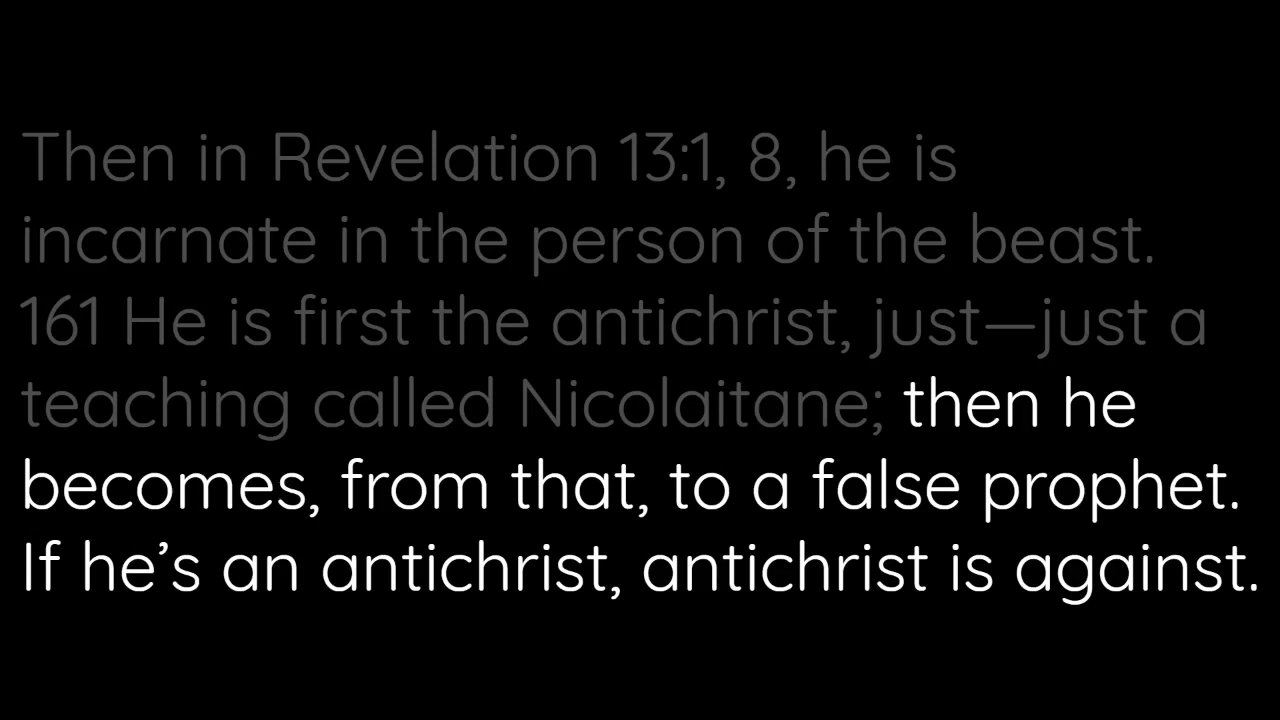 Then in Revelation 13:1, 8, he is
incarnate in the person of the beast.
161 He is first the antichrist, just—just a
teaching called Nicolaitane; then he
becomes, from that, to a false prophet.
If he’s an antichrist, antichrist is against.